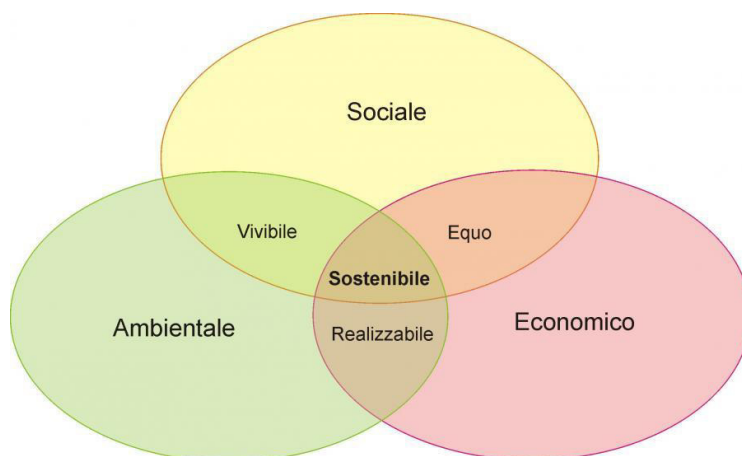 Sociale
Vivibile
Equo
Sostenibile
Ambientale
Realizzabile
Economico